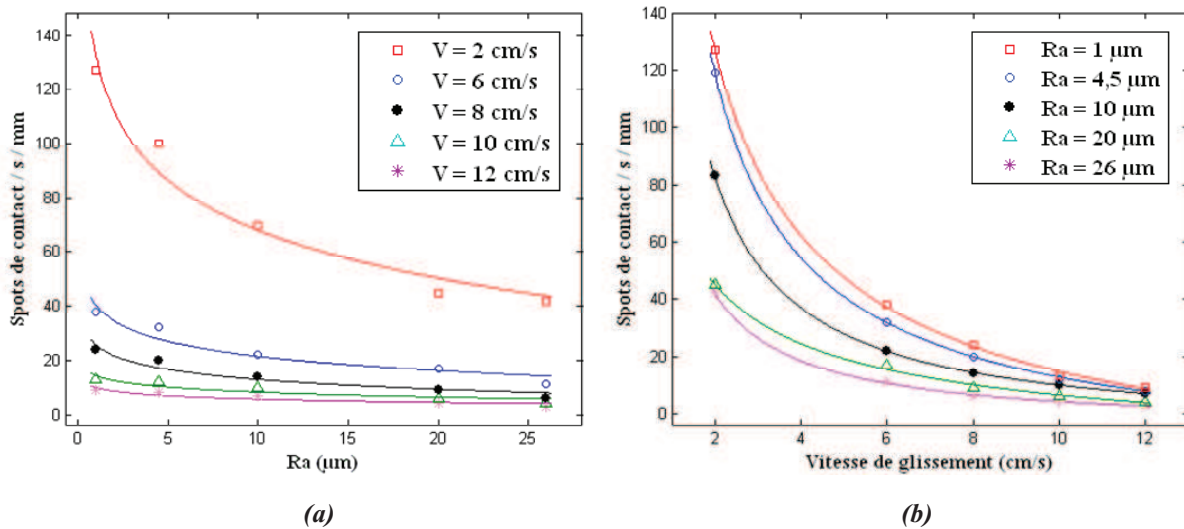 Spots de contact / s / mm
140
120
100
80
60
40
20
0
V = 2 cm/s
V = 6 cm/s
V = 8 cm/s
V = 10 cm/s
V = 12 cm/s
0
5
10
15
20
25
Ra (µm)
(a)
Spots de contact / s / mm
140
120
100
80
60
40
20
0
Ra = 1 µm
Ra = 4,5 µm
Ra = 10 µm
Ra = 20 µm
Ra = 26 µm
2
4
6
8
10
12
Vitesse de glissement (cm/s)
(b)